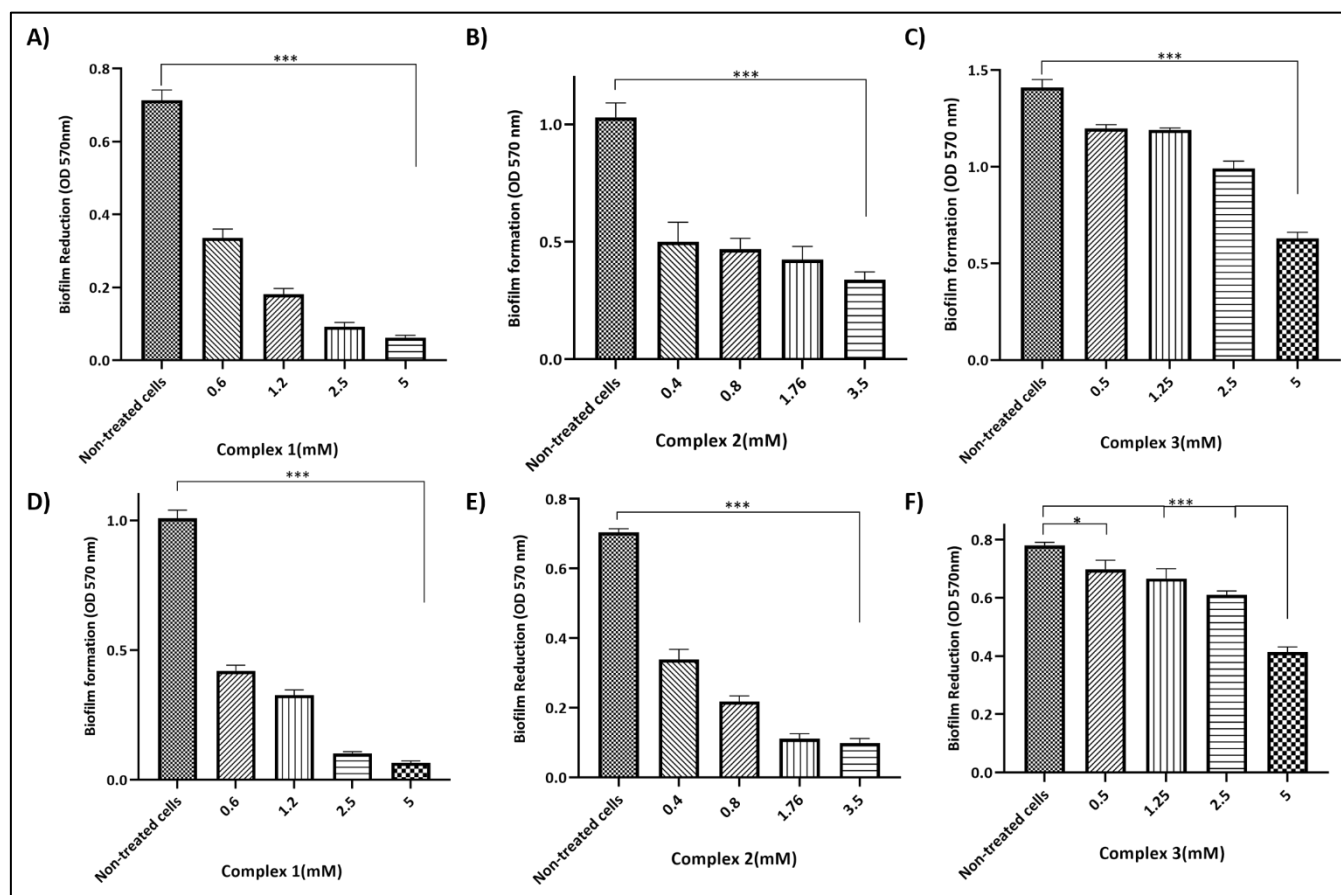 A)
Biofilm Reduction (OD 570nm)
0.8
0.6
0.4
0.2
0.0
***
Non-treated cells
0.6
1.2
2.5
5
Complex 1(mM)
B)
Biofilm formation (OD 570 nm)
1.0
0.5
0.0
***
Non-treated cells
0.4
0.8
1.76
3.5
Complex 2(mM)
C)
Biofilm formation (OD 570 nm)
1.5
1.0
0.5
0.0
***
Non-treated cells
0.5
1.25
2.5
5
Complex 3(mM)
D)
Biofilm formation (OD 570 nm)
1.0
0.5
0.0
***
Non-treated cells
0.6
1.2
2.5
5
Complex 1(mM)
E)
Biofilm Reduction (OD 570 nm)
0.8
0.6
0.4
0.2
0.0
***
Non-treated cells
0.4
0.8
1.76
3.5
Complex 2(mM)
F)
Biofilm Reduction (OD 570nm)
0.8
0.6
0.4
0.2
0.0
*
***
Non-treated cells
0.5
1.25
2.5
5
Complex 3(mM)